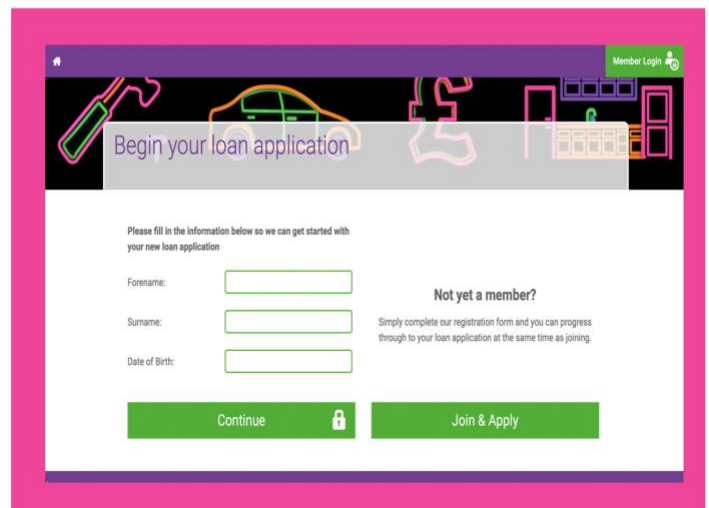 Member Login
Begin your loan application
Please fill in the information below so we can get started with
your new loan application
Forename:
Surname:
Date of Birth:
Continue
Not yet a member?
Simply complete our registration form and you can progress
through to your loan application at the same time as joining.
Join & Apply